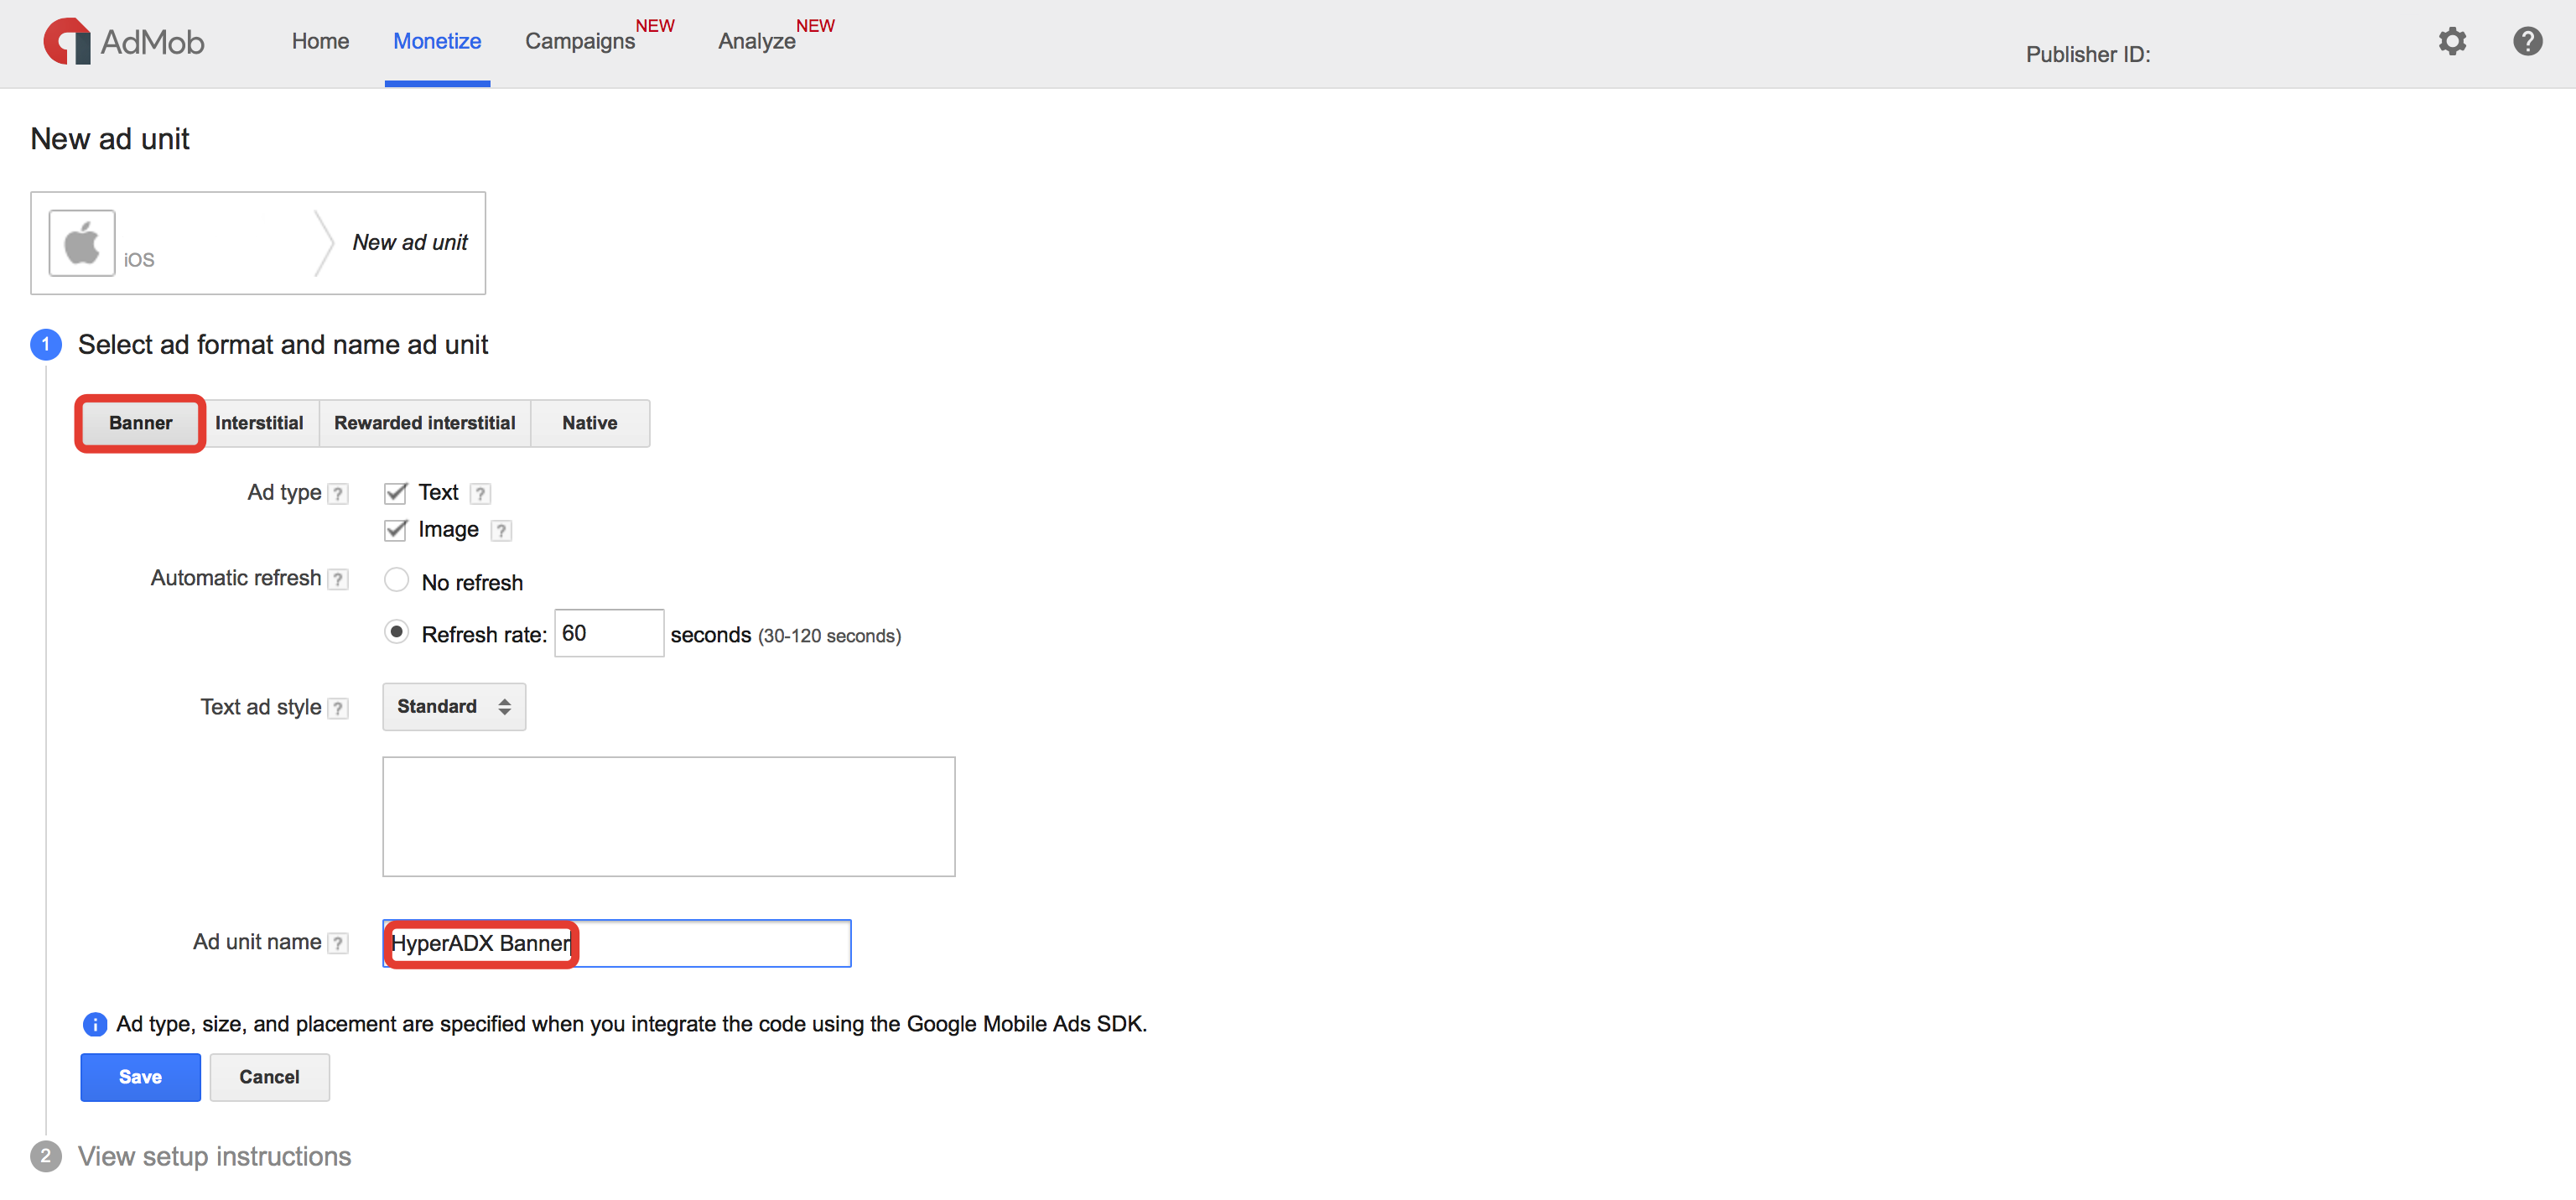 AdMob Home Monetize Campaigns NEW Analyze NEW Publisher ID: ?
New ad unit
iOS New ad unit
1 Select ad format and name ad unit
Banner Interstitial Rewarded interstitial Native
Ad type ? Text ?
Image ?
Automatic refresh ? No refresh
Refresh rate: 60 seconds (30-120 seconds)
Text ad style ? Standard
Ad unit name ? HyperADX Banner
i Ad type, size, and placement are specified when you integrate the code using the Google Mobile Ads SDK.
Save Cancel
2 View setup instructions